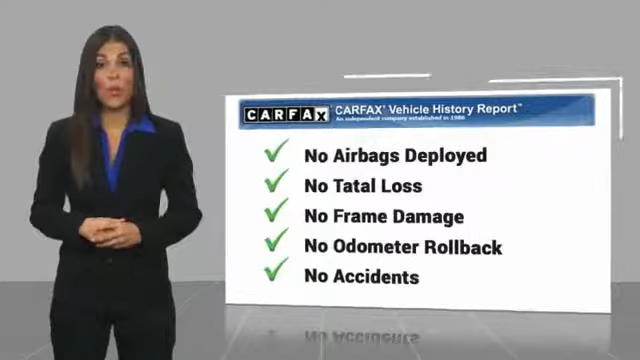 CARFAX CARFAX Vehicle History Report™
An independent company established in 1986
No Airbags Deployed
No Tatal Loss
No Frame Damage
No Odometer Rollback
No Accidents